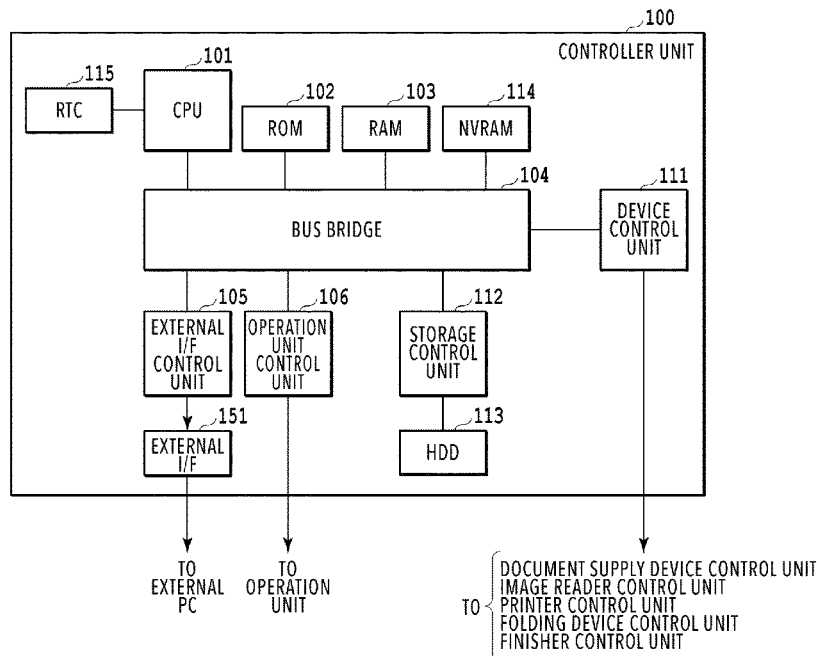 100
CONTROLLER UNIT
115
RTC
101
CPU
102
ROM
103
RAM
114
NVRAM
104
BUS BRIDGE
111
DEVICE
CONTROL
UNIT
105
EXTERNAL
I/F
CONTROL
UNIT
106
OPERATION
UNIT
CONTROL
UNIT
112
STORAGE
CONTROL
UNIT
151
EXTERNAL
I/F
113
HDD
TO
EXTERNAL
PC
TO
OPERATION
UNIT
TO
DOCUMENT SUPPLY DEVICE CONTROL UNIT
IMAGE READER CONTROL UNIT
PRINTER CONTROL UNIT
FOLDING DEVICE CONTROL UNIT
FINISHER CONTROL UNIT